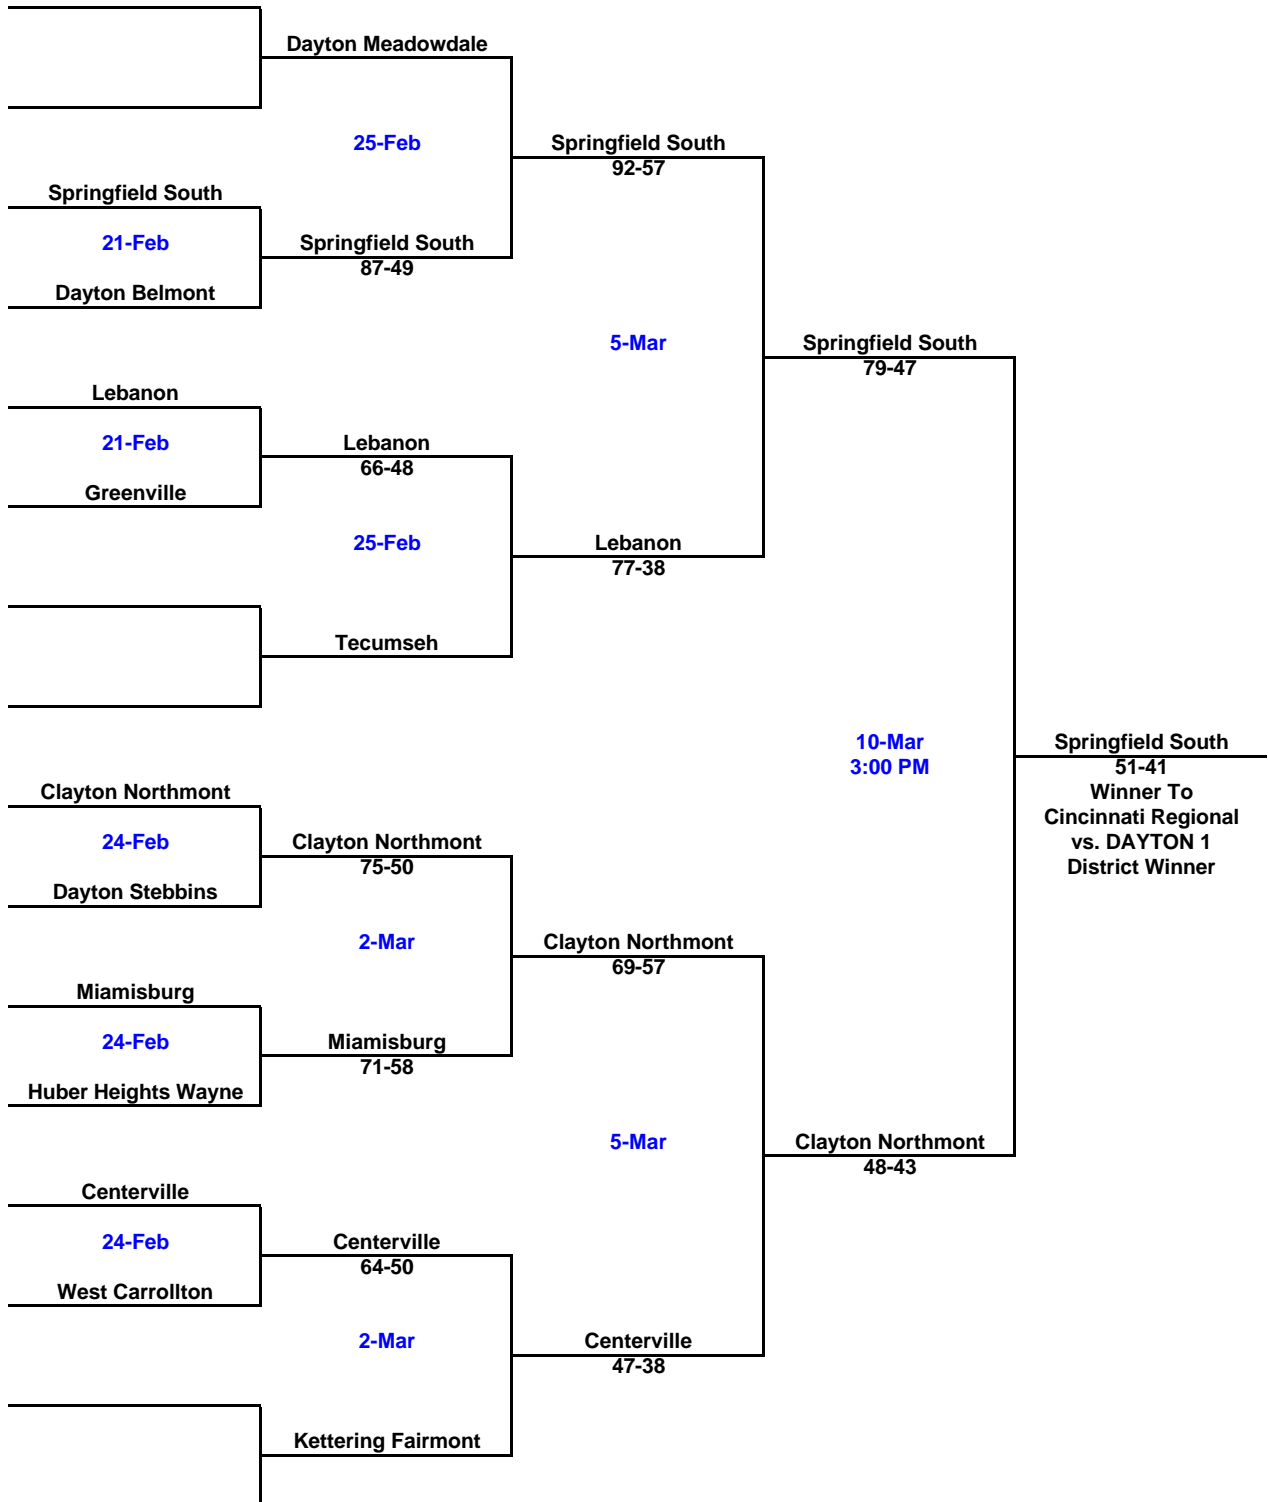 Dayton Meadowdale
25-Feb
Springfield South
92-57
Springfield South
21-Feb
Springfield South
87-49
Dayton Belmont
5-Mar
Springfield South
79-47
Lebanon
21-Feb
Lebanon
66-48
Greenville
25-Feb
Lebanon
77-38
Tecumseh
10-Mar
3:00 PM
Springfield South
51-41
Winner To
Cincinnati Regional
vs. DAYTON 1
District Winner
Clayton Northmont
24-Feb
Clayton Northmont
75-50
Dayton Stebbins
2-Mar
Clayton Northmont
69-57
Miamisburg
24-Feb
Miamisburg
71-58
Huber Heights Wayne
5-Mar
Clayton Northmont
48-43
Centerville
24-Feb
Centerville
64-50
West Carrollton
2-Mar
Centerville
47-38
Kettering Fairmont